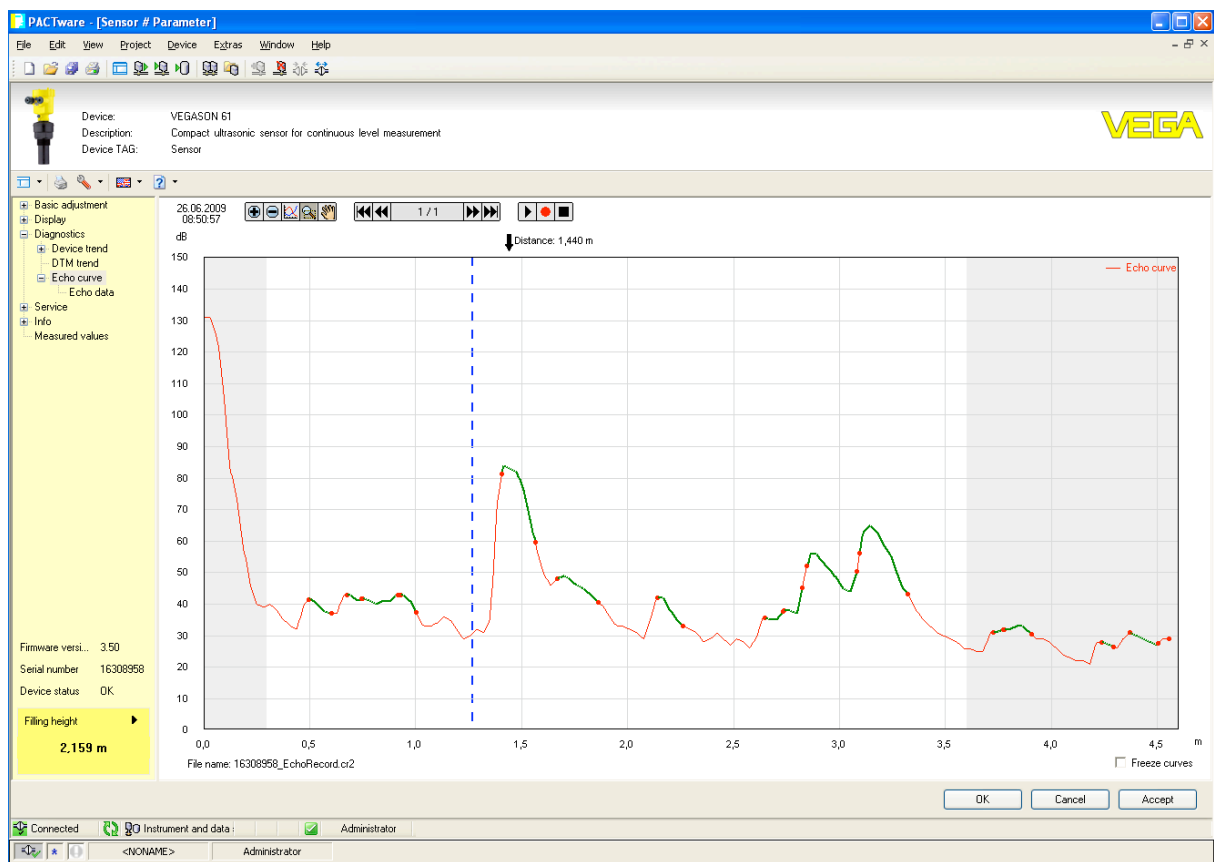 PACTware - [Sensor # Parameter]
File Edit View Project Device Extras Window Help
Device: VEGASON 61
Description: Compact ultrasonic sensor for continuous level measurement
Device TAG: Sensor
VEGA
Basic adjustment
Display
Diagnostics
Device trend
DTM trend
Echo curve
Echo data
Service
Info
Measured values
Firmware versi... 3.50
Serial number 16308958
Device status OK
Filling height
2,159 m
26.06.2009
08:50:57
1 / 1
dB
Distance: 1,440 m
Echo curve
150
140
130
120
110
100
90
80
70
60
50
40
30
20
10
0
0,0 0,5 1,0 1,5 2,0 2,5 3,0 3,5 4,0 4,5 m
File name: 16308958_EchoRecord.cr2
Freeze curves
OK Cancel Accept
Connected Instrument and data Administrator
<NONAME> Administrator